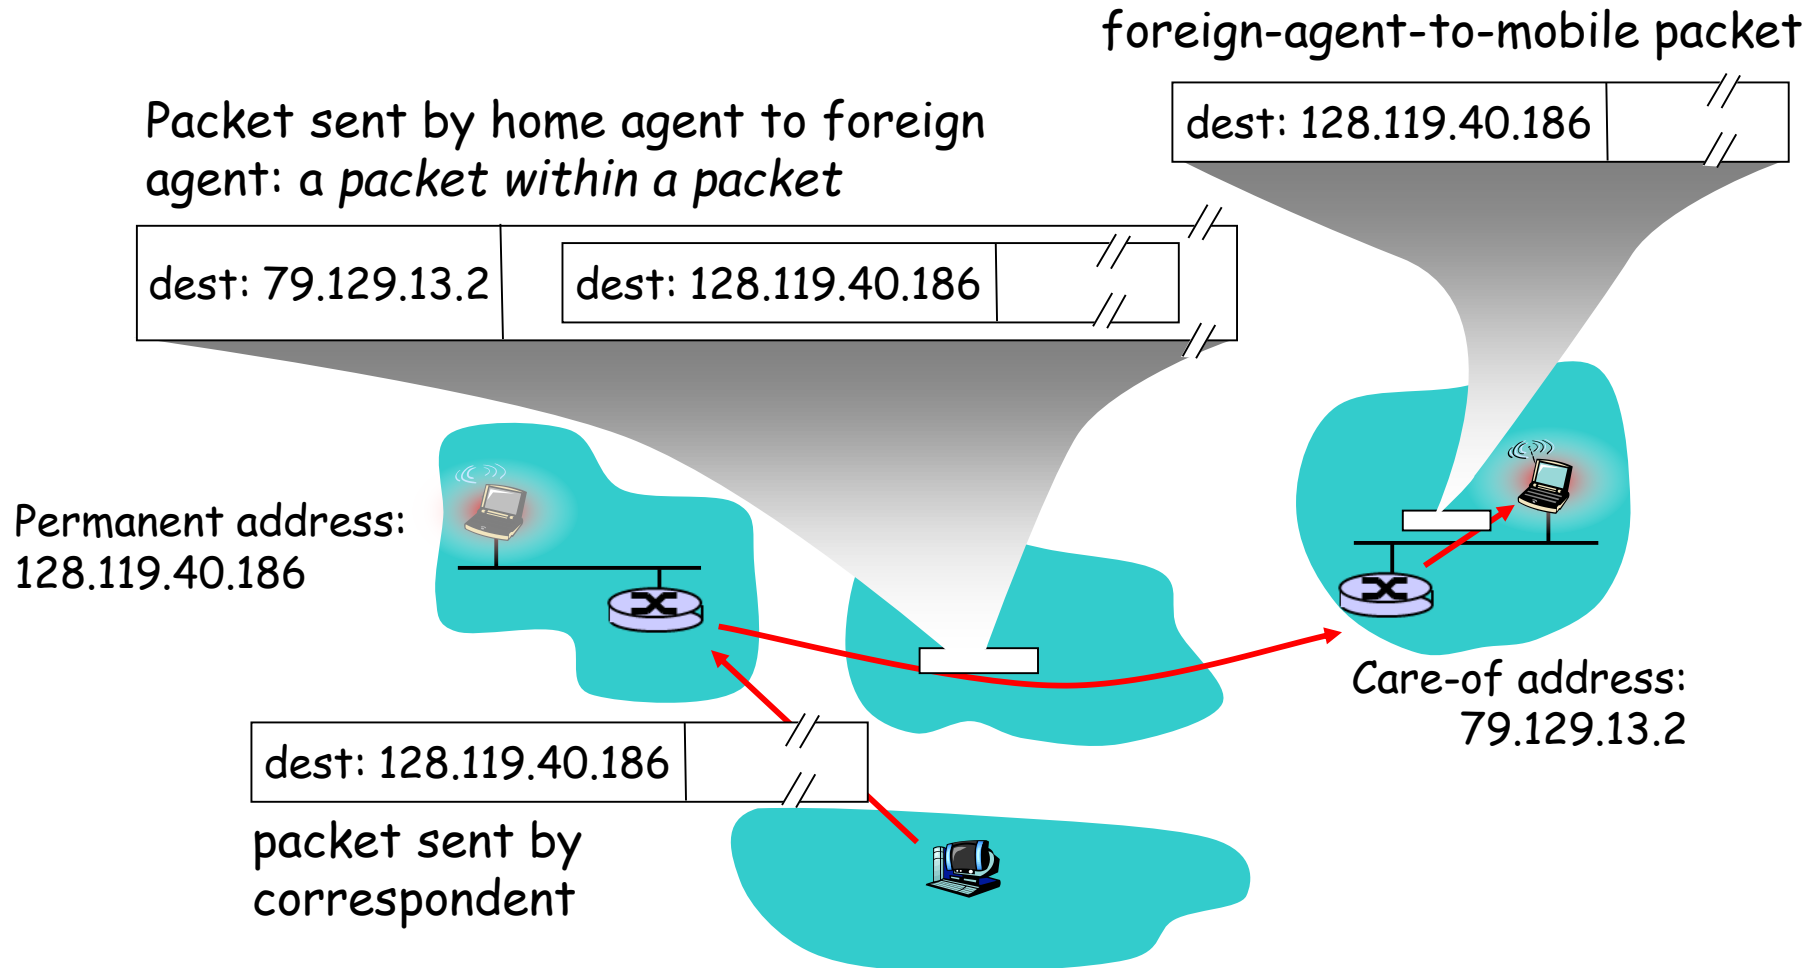 foreign-agent-to-mobile packet
dest: 128.119.40.186
Packet sent by home agent to foreign
agent: a packet within a packet
dest: 79.129.13.2
dest: 128.119.40.186
Permanent address:
128.119.40.186
Care-of address:
79.129.13.2
dest: 128.119.40.186
packet sent by
correspondent